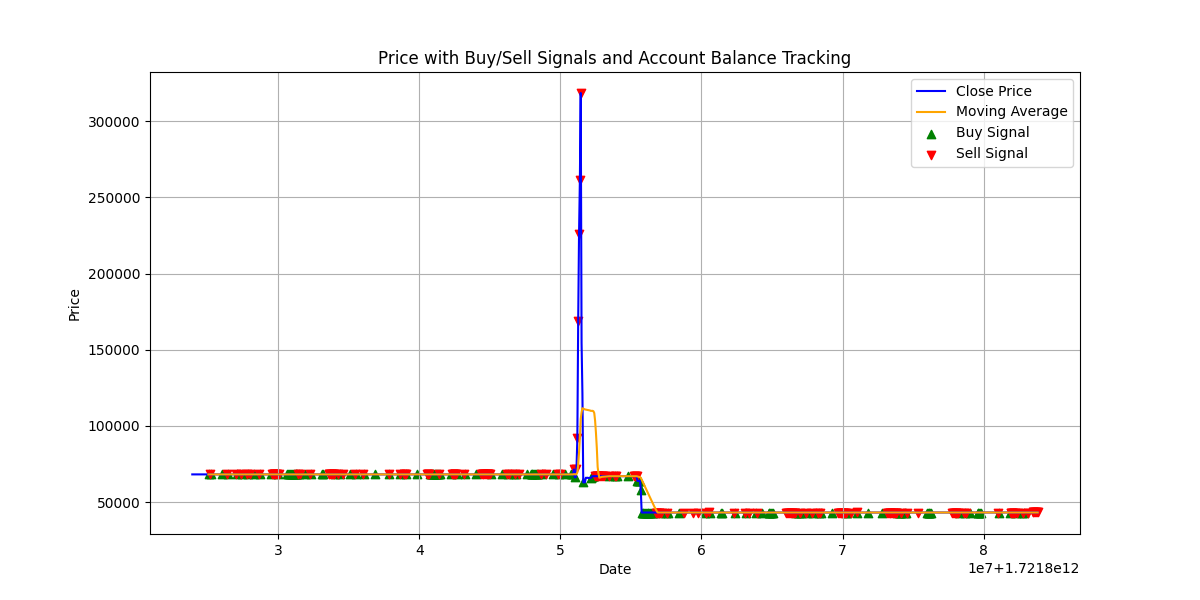 Price with Buy/Sell Signals and Account Balance Tracking
Close Price
Moving Average
Buy Signal
Sell Signal
Price
300000
250000
200000
150000
100000
50000
3 4 5 6 7 8
1e7+1.7218e12
Date